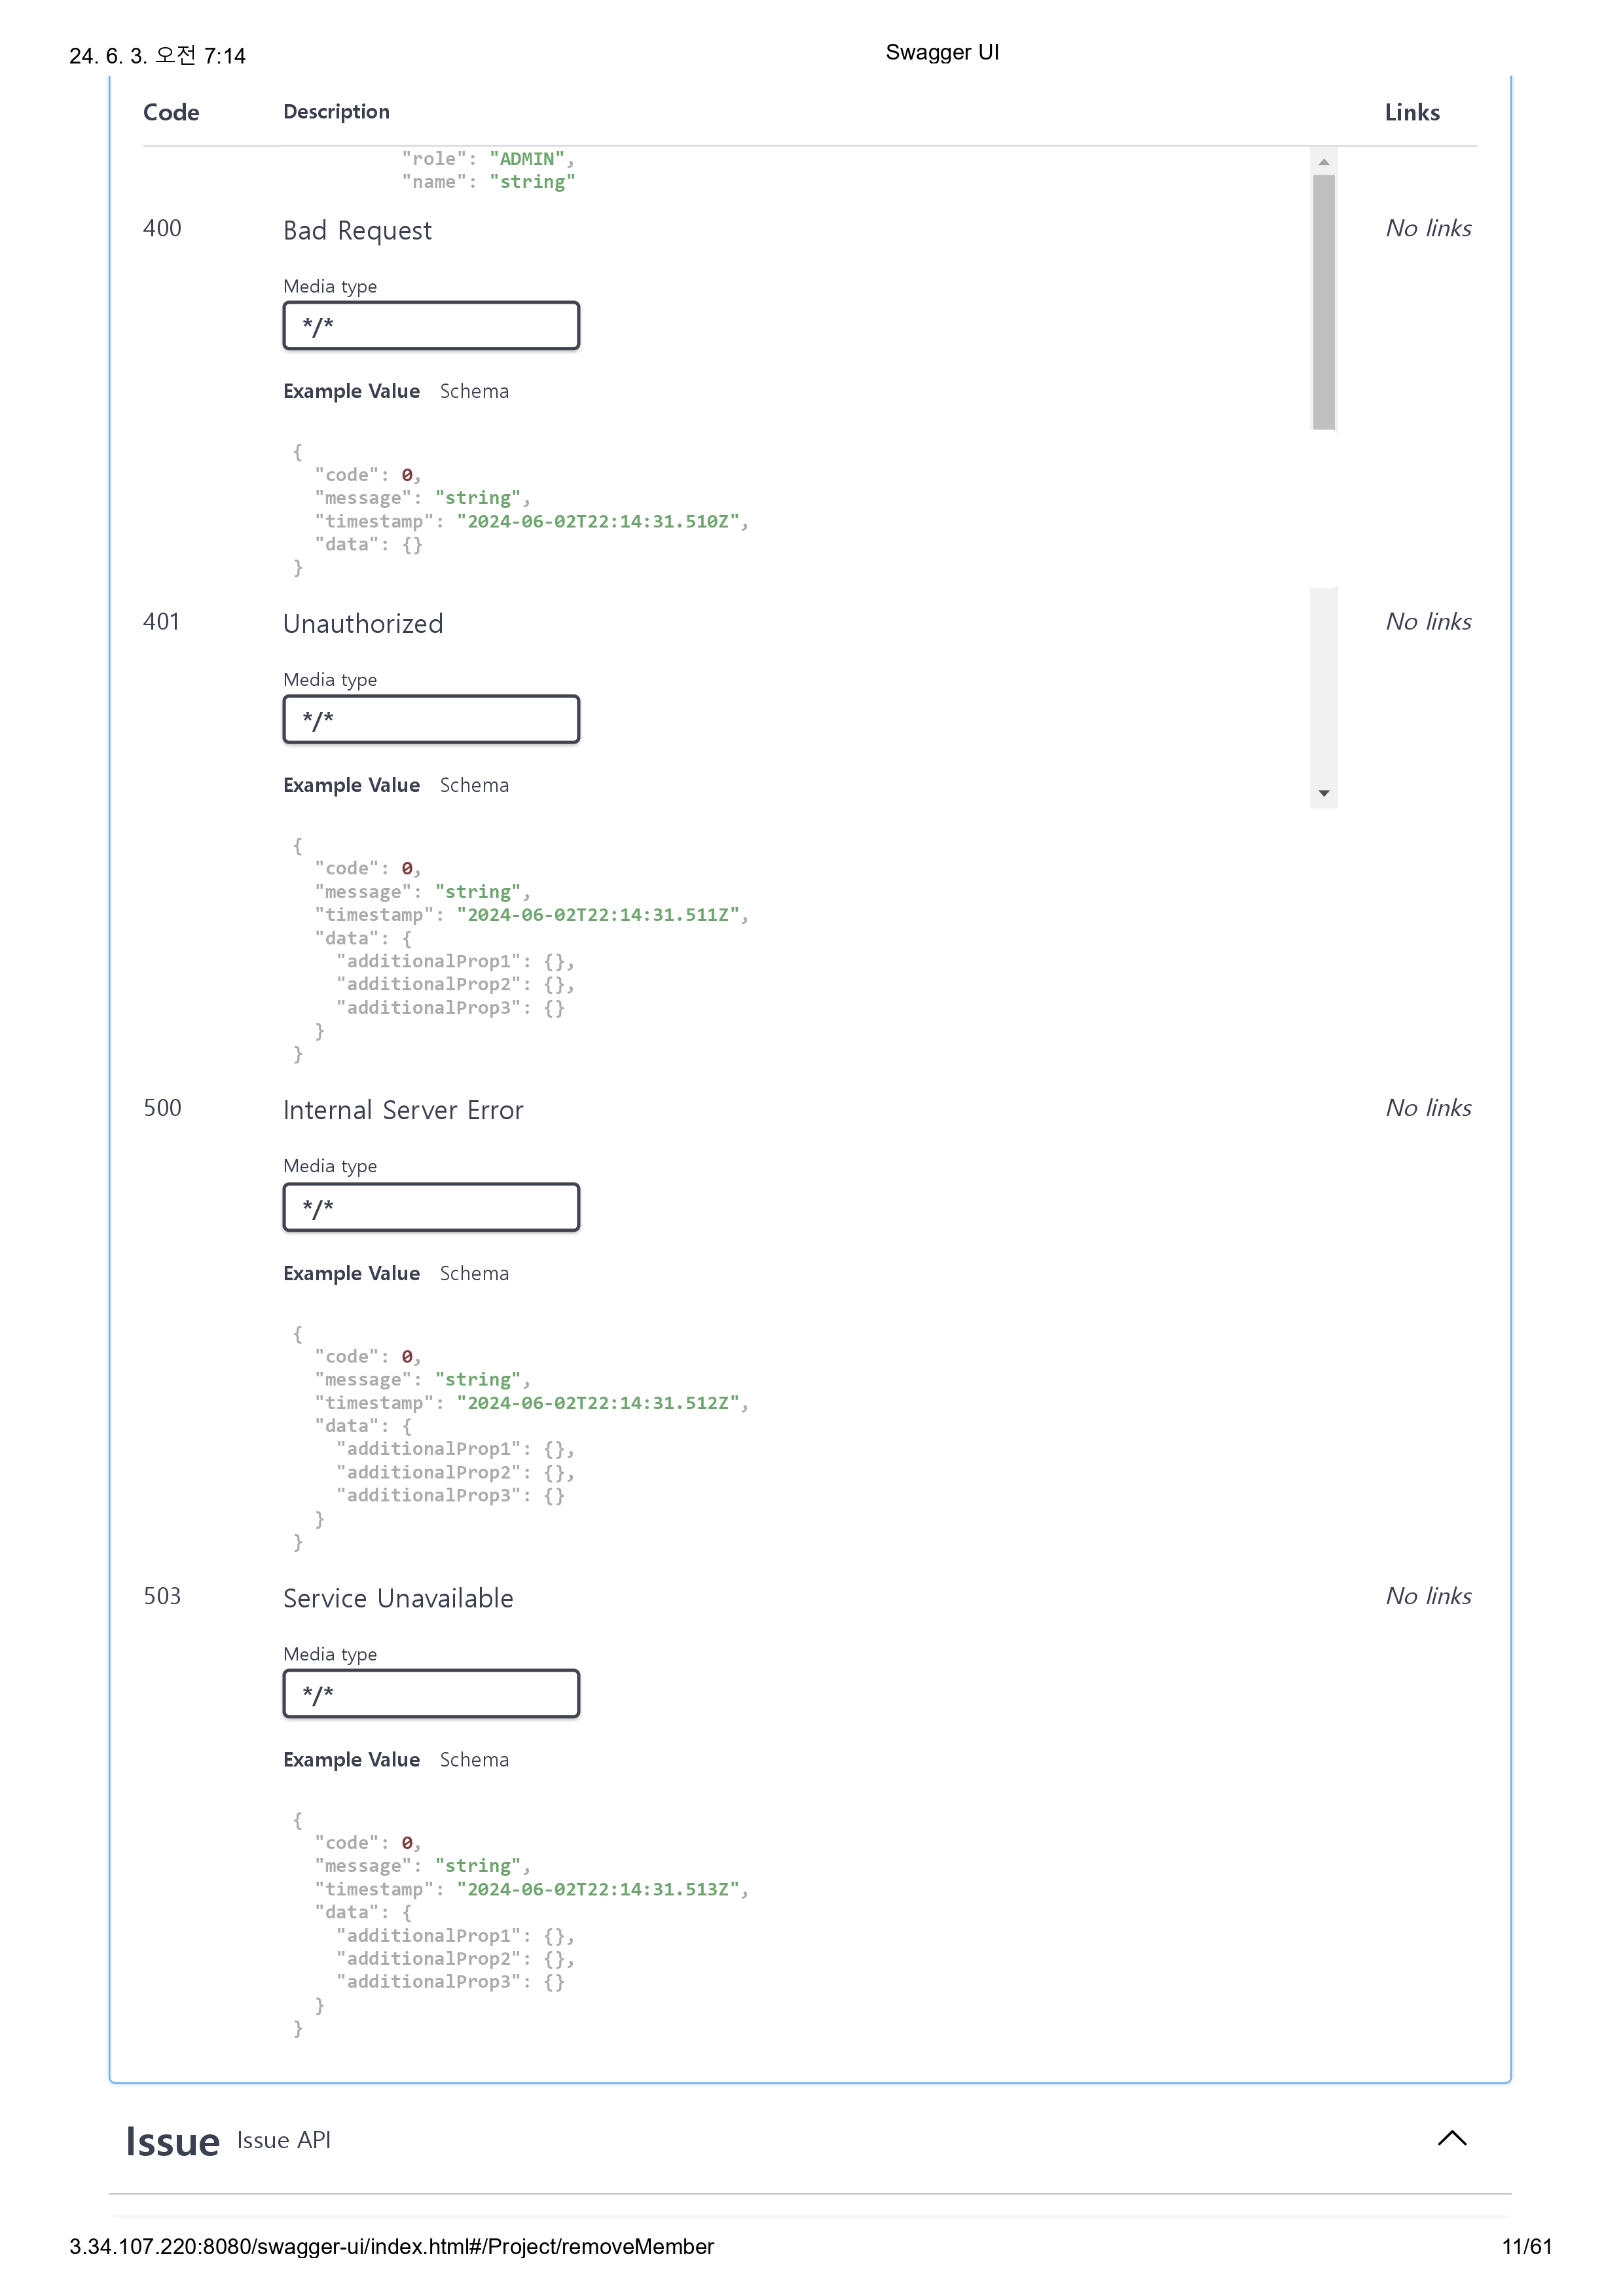 24. 6. 3. 오전 7:14 Swagger UI
Code Description Links
"role": "ADMIN",
"name": "string"
400 Bad Request No links
Media type
*/*
Example Value Schema
{
"code": 0,
"message": "string",
"timestamp": "2024-06-02T22:14:31.510Z",
"data": {}
}
401 Unauthorized No links
Media type
*/*
Example Value Schema
{
"code": 0,
"message": "string",
"timestamp": "2024-06-02T22:14:31.511Z",
"data": {
"additionalProp1": {},
"additionalProp2": {},
"additionalProp3": {}
}
}
500 Internal Server Error No links
Media type
*/*
Example Value Schema
{
"code": 0,
"message": "string",
"timestamp": "2024-06-02T22:14:31.512Z",
"data": {
"additionalProp1": {},
"additionalProp2": {},
"additionalProp3": {}
}
}
503 Service Unavailable No links
Media type
*/*
Example Value Schema
{
"code": 0,
"message": "string",
"timestamp": "2024-06-02T22:14:31.513Z",
"data": {
"additionalProp1": {},
"additionalProp2": {},
"additionalProp3": {}
}
}
Issue Issue API
3.34.107.220:8080/swagger-ui/index.html#/Project/removeMember 11/61